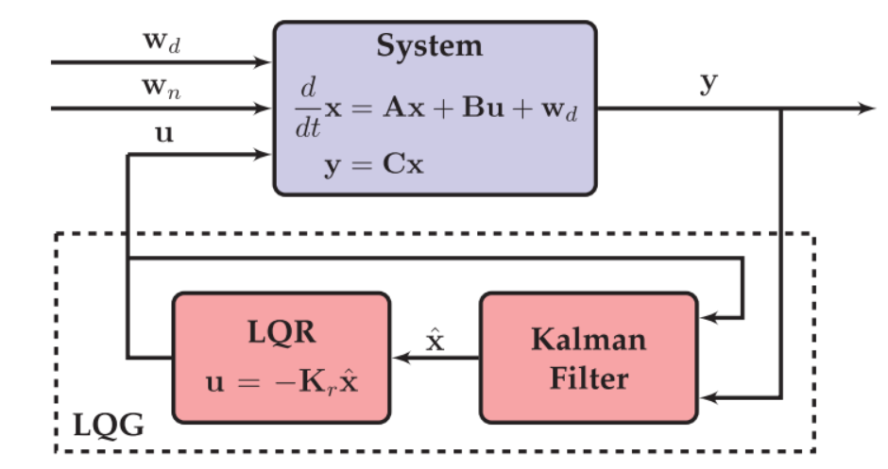 w_d
w_n
u
System
d/dt x = Ax + Bu + w_d
y = Cx
y
LQR
u = −K_r x̂
x̂
Kalman
Filter
LQG